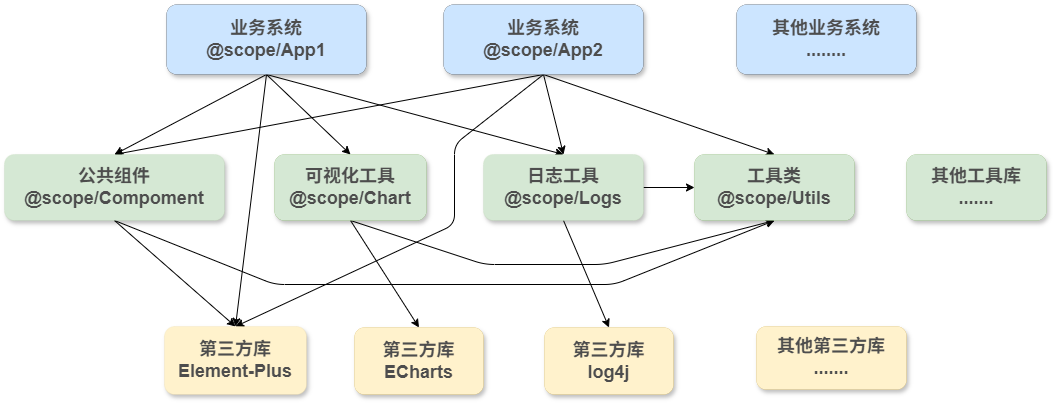 业务系统
@scope/App1
业务系统
@scope/App2
其他业务系统
........
公共组件
@scope/Compoment
可视化工具
@scope/Chart
日志工具
@scope/Logs
工具类
@scope/Utils
其他工具库
.......
第三方库
Element-Plus
第三方库
ECharts
第三方库
log4j
其他第三方库
.......